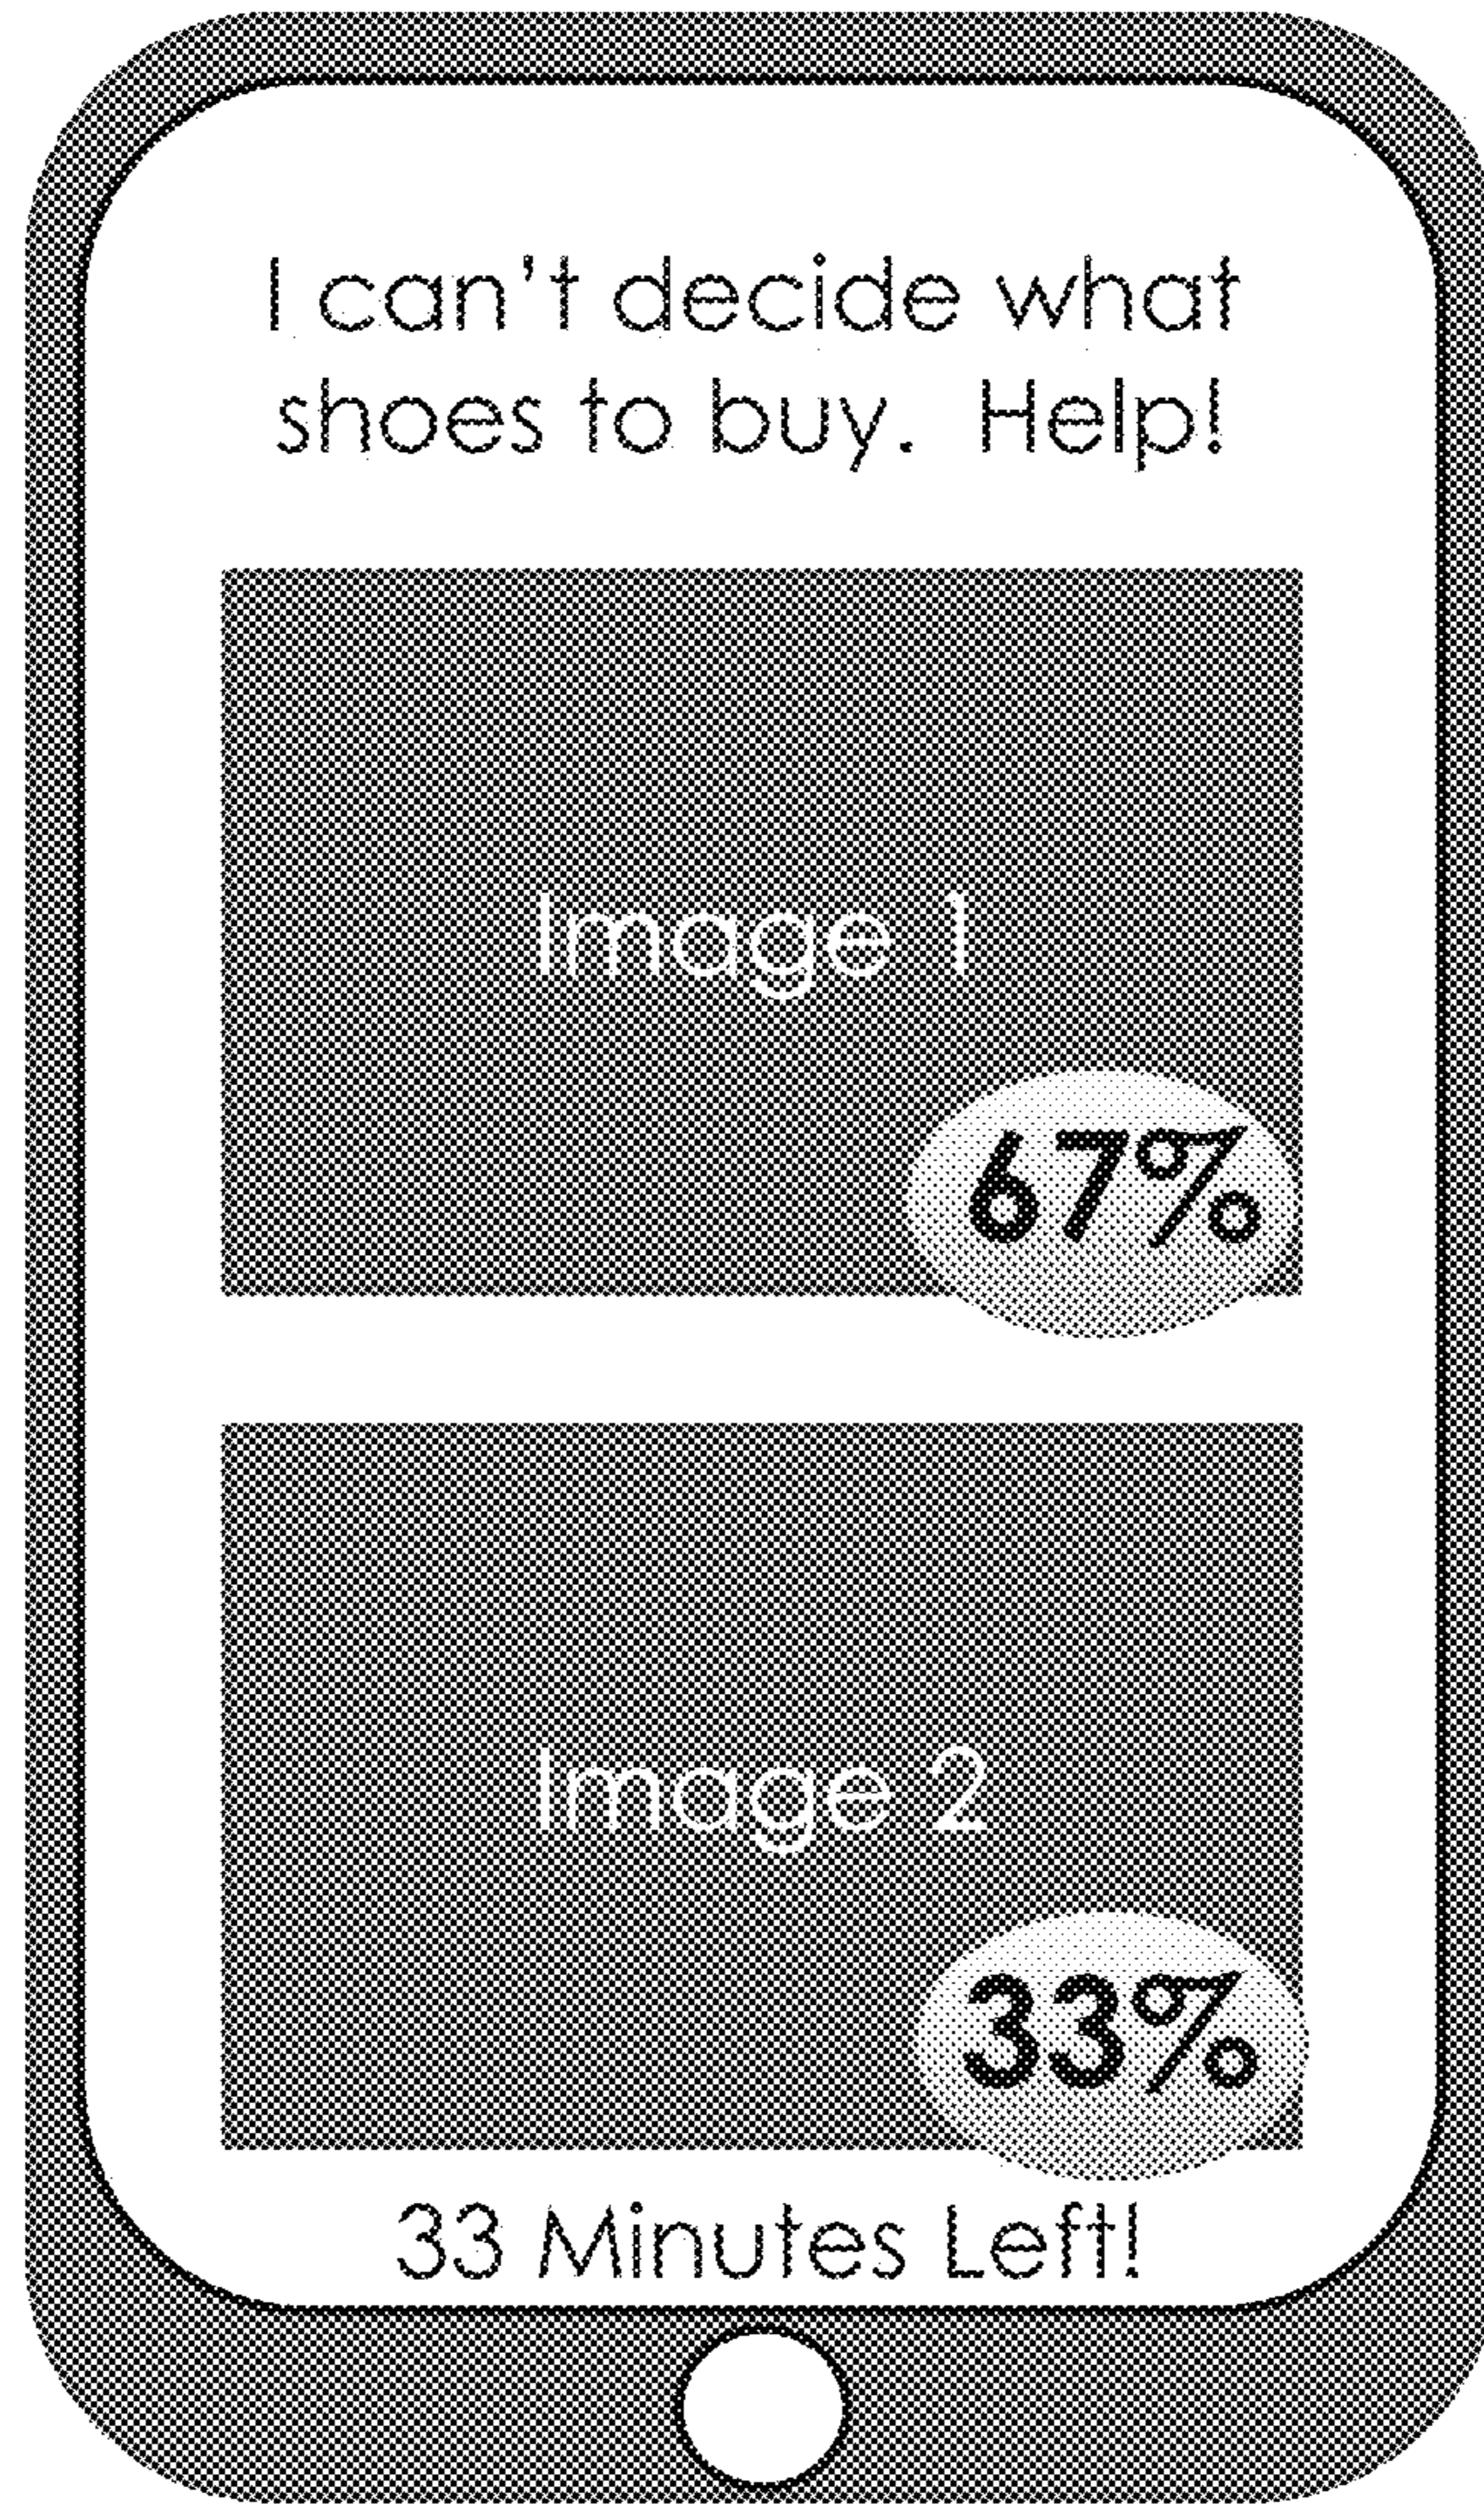 I can't decide what
shoes to buy.  Help!
Image 1
67%
Image 2
33%
33 Minutes Left!